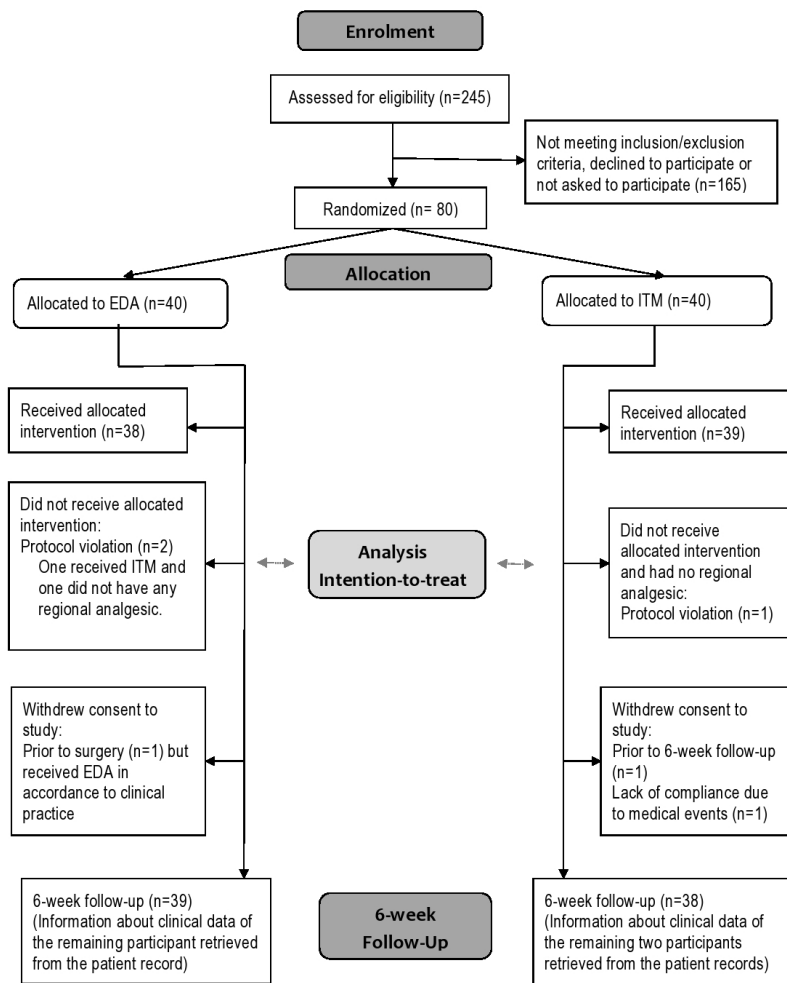 Enrolment
Assessed for eligibility (n=245)
Not meeting inclusion/exclusion
criteria, declined to participate or
not asked to participate (n=165)
Randomized (n= 80)
Allocation
Allocated to EDA (n=40)
Allocated to ITM (n=40)
Received allocated
intervention (n=38)
Received allocated
intervention (n=39)
Did not receive allocated
intervention:
Protocol violation (n=2)
One received ITM and
one did not have any
regional analgesic.
Analysis
Intention-to-treat
Did not receive
allocated intervention
and had no regional
analgesic:
Protocol violation (n=1)
Withdrew consent to
study:
Prior to surgery (n=1) but
received EDA in
accordance to clinical
practice
Withdrew consent to
study:
Prior to 6-week follow-up
(n=1)
Lack of compliance due
to medical events (n=1)
6-week follow-up (n=39)
(Information about clinical data of
the remaining participant retrieved
from the patient record)
6-week
Follow-Up
6-week follow-up (n=38)
(Information about clinical data of
the remaining two participants
retrieved from the patient records)